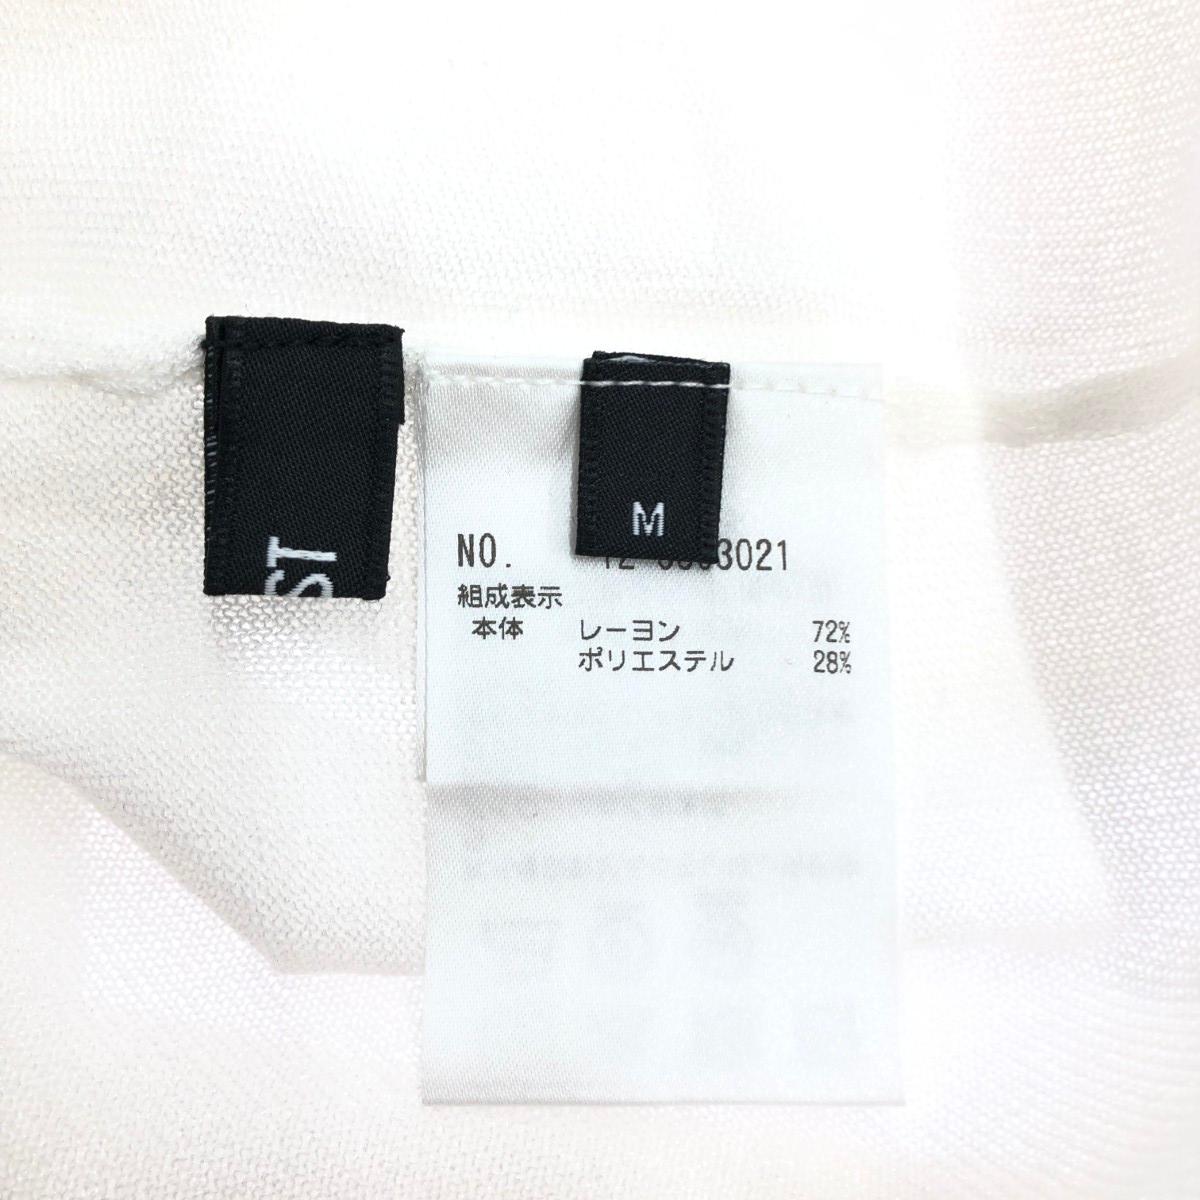 ST
M
NO. 3021
組成表示
本体 レーヨン 72%
ポリエステル 28%